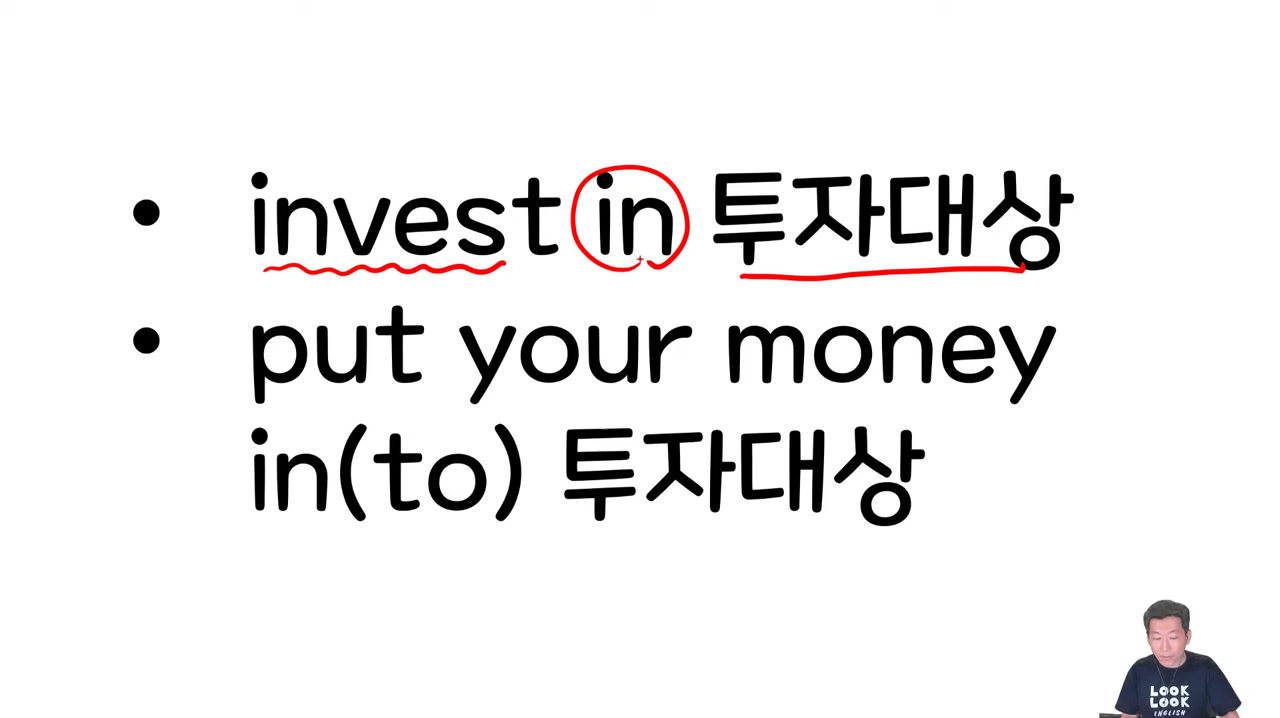 • invest in 투자대상
• put your money
in(to) 투자대상
LOOK
LOOK
ENGLISH